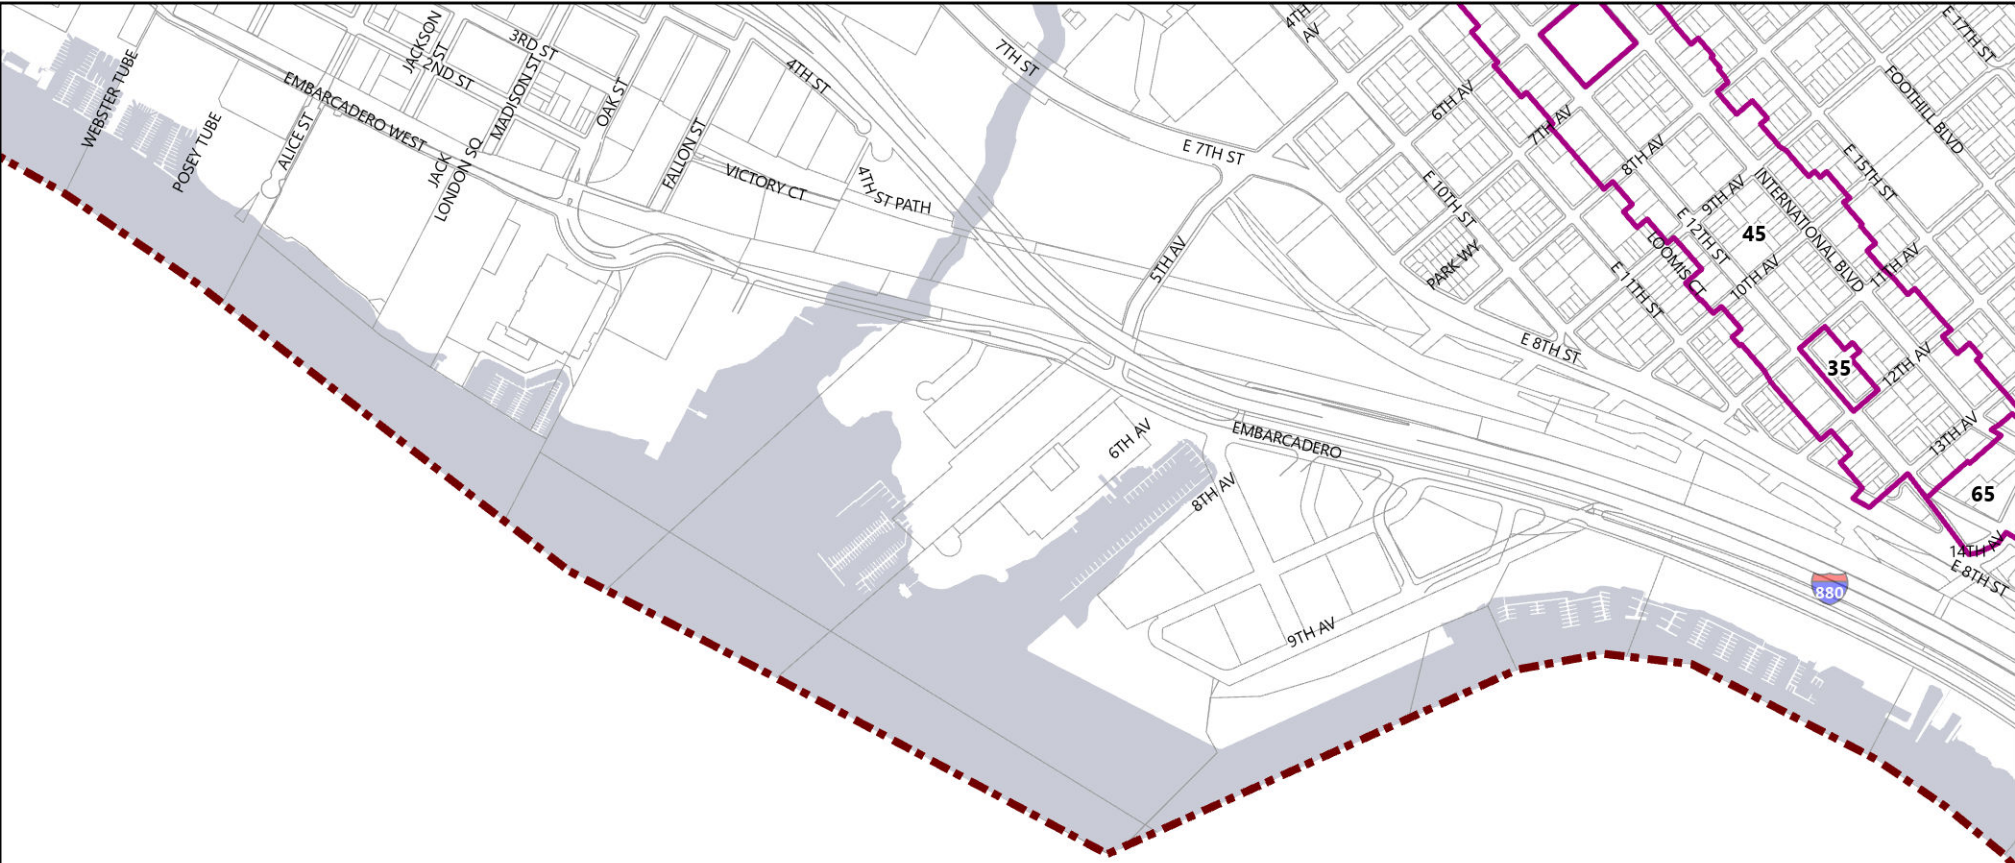 WEBSTER TUBE
POSEY TUBE
ALICE ST
EMBARCADERO WEST
JACKSON
ST
2ND ST
3RD ST
MADISON ST
JACK
LONDON SQ
OAK ST
FALLON ST
4TH ST
VICTORY CT
4TH ST PATH
7TH ST
E 7TH ST
5TH AV
4TH
AV
6TH AV
7TH AV
8TH AV
9TH AV
E 10TH ST
PARK WY
E 8TH ST
E 11TH ST
LOOMIS CT
E 12TH ST
10TH AV
45
INTERNATIONAL BLVD
11TH AV
E 15TH ST
FOOTHILL BLVD
E 17TH ST
35
12TH AV
13TH AV
65
14TH AV
E 8TH ST
880
EMBARCADERO
6TH AV
8TH AV
9TH AV